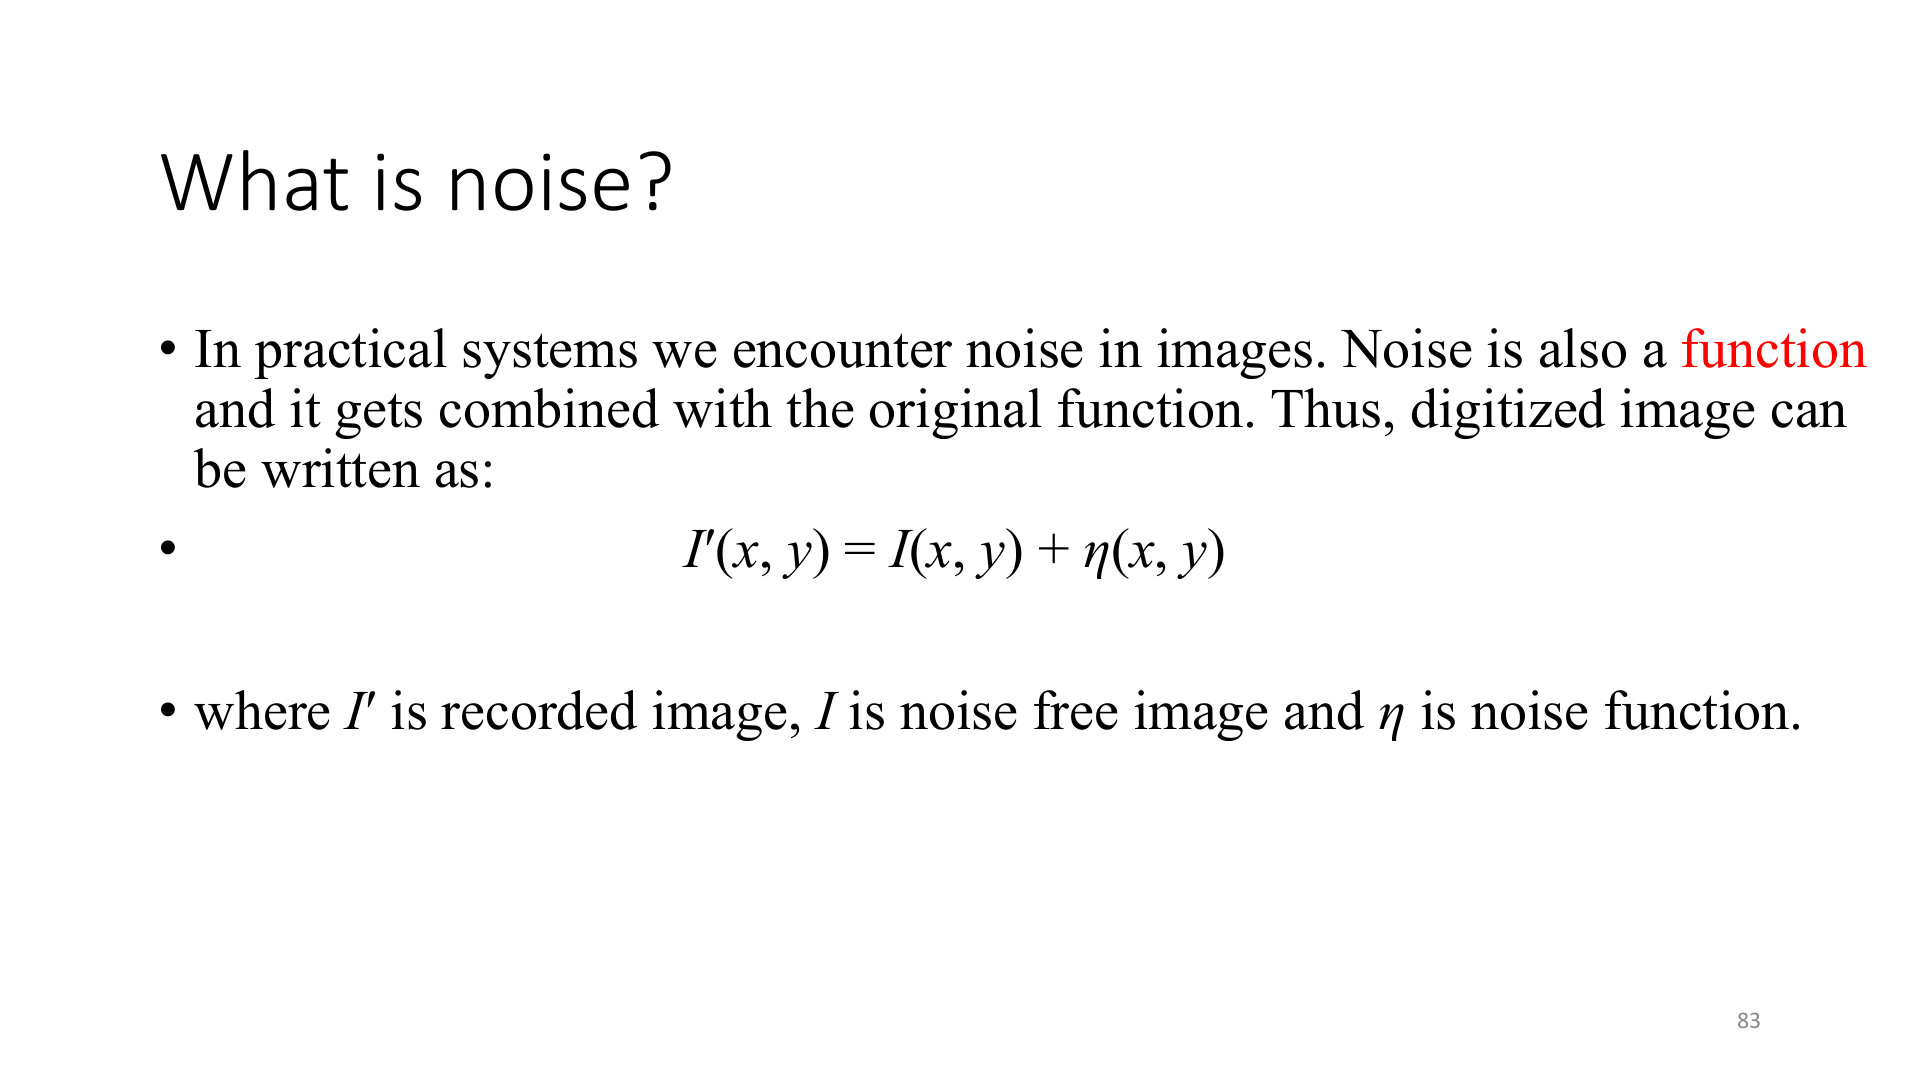 What is noise?
• In practical systems we encounter noise in images. Noise is also a function
and it gets combined with the original function. Thus, digitized image can
be written as:
• I′(x, y) = I(x, y) + η(x, y)
• where I′ is recorded image, I is noise free image and η is noise function.
83